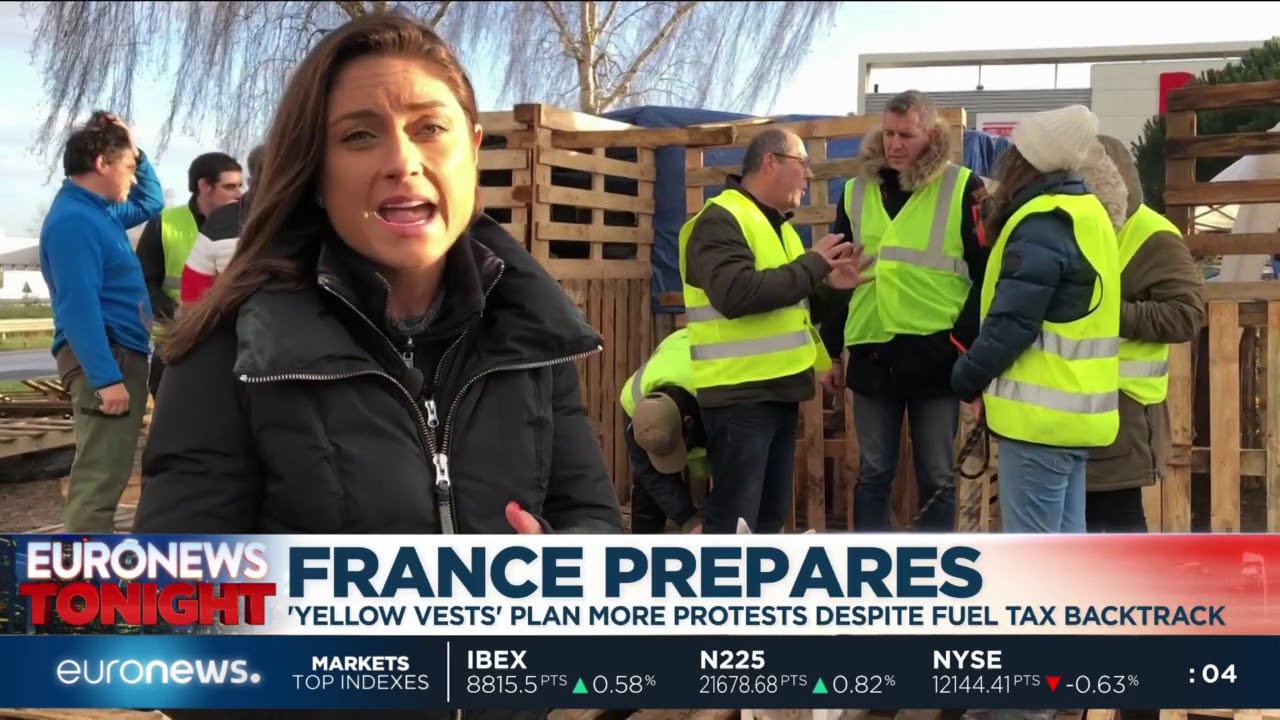 EURONEWS
TONIGHT
FRANCE PREPARES
'YELLOW VESTS' PLAN MORE PROTESTS DESPITE FUEL TAX BACKTRACK
euronews.
MARKETS
TOP INDEXES
IBEX
8815.5 PTS ▲ 0.58%
N225
21678.68 PTS ▲ 0.82%
NYSE
12144.41 PTS ▼ -0.63%
: 04